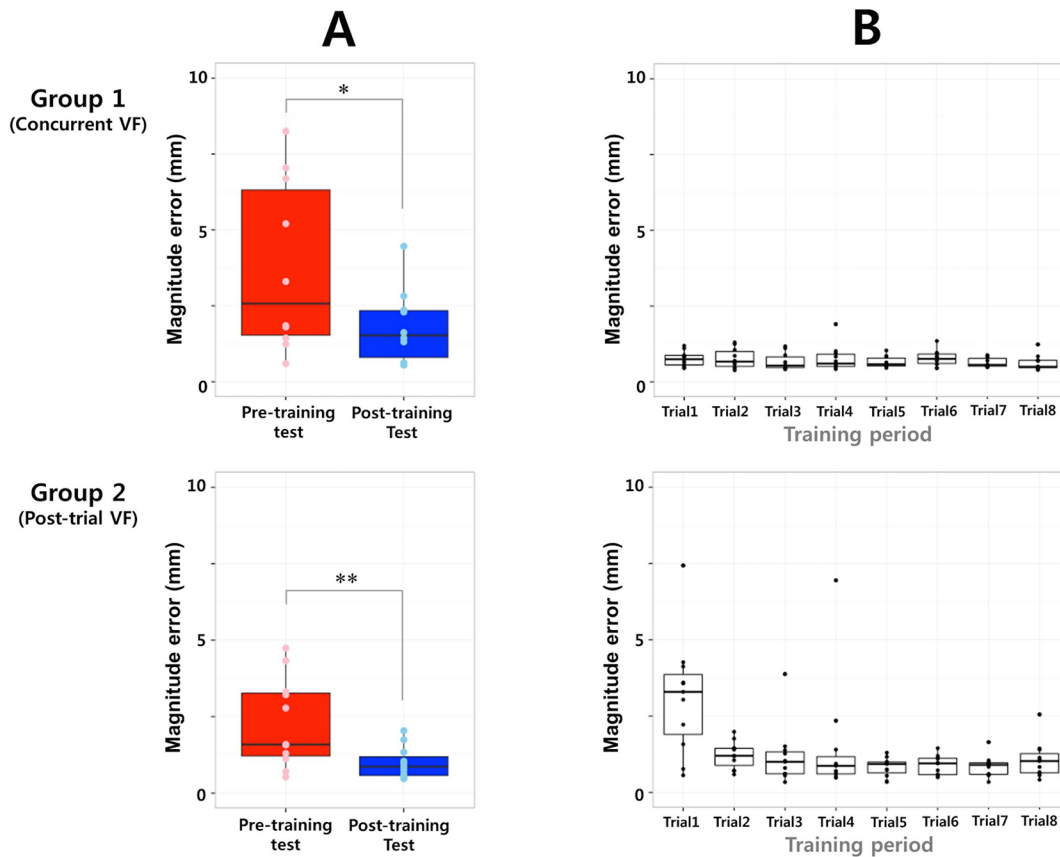 A
B
Group 1
(Concurrent VF)
Magnitude error (mm)
10
5
0
*
Pre-training
test
Post-training
Test
Magnitude error (mm)
10
5
0
Trial1 Trial2 Trial3 Trial4 Trial5 Trial6 Trial7 Trial8
Training period
Group 2
(Post-trial VF)
Magnitude error (mm)
10
5
0
**
Pre-training
test
Post-training
Test
Magnitude error (mm)
10
5
0
Trial1 Trial2 Trial3 Trial4 Trial5 Trial6 Trial7 Trial8
Training period